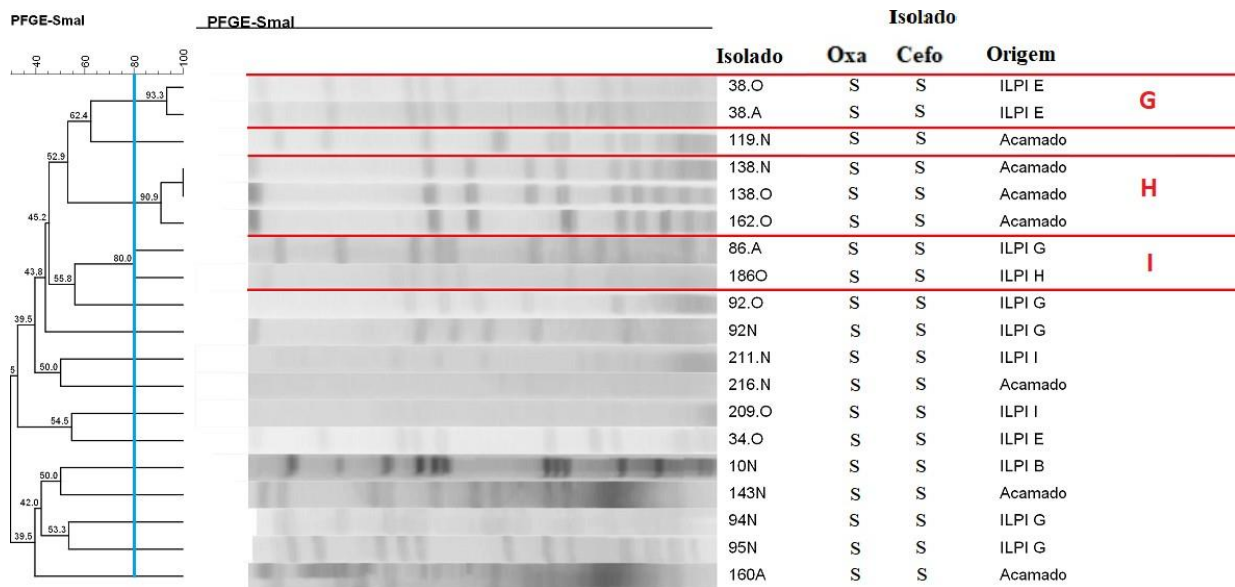 PFGE-SmaI
PFGE-SmaI
Isolado
40 60 80 100
Isolado Oxa Cefo Origem
38.O S S ILPI E
93.3
G
38.A S S ILPI E
62.4
119.N S S Acamado
52.9
138.N S S Acamado
90.9
138.O S S Acamado
H
45.2
162.O S S Acamado
86.A S S ILPI G
80.0
I
43.8
186O S S ILPI H
55.8
92.O S S ILPI G
39.5
92N S S ILPI G
211.N S S ILPI I
5
50.0
216.N S S Acamado
209.O S S ILPI I
54.5
34.O S S ILPI E
10N S S ILPI B
50.0
143N S S Acamado
42.0
94N S S ILPI G
53.3
39.5
95N S S ILPI G
160A S S Acamado